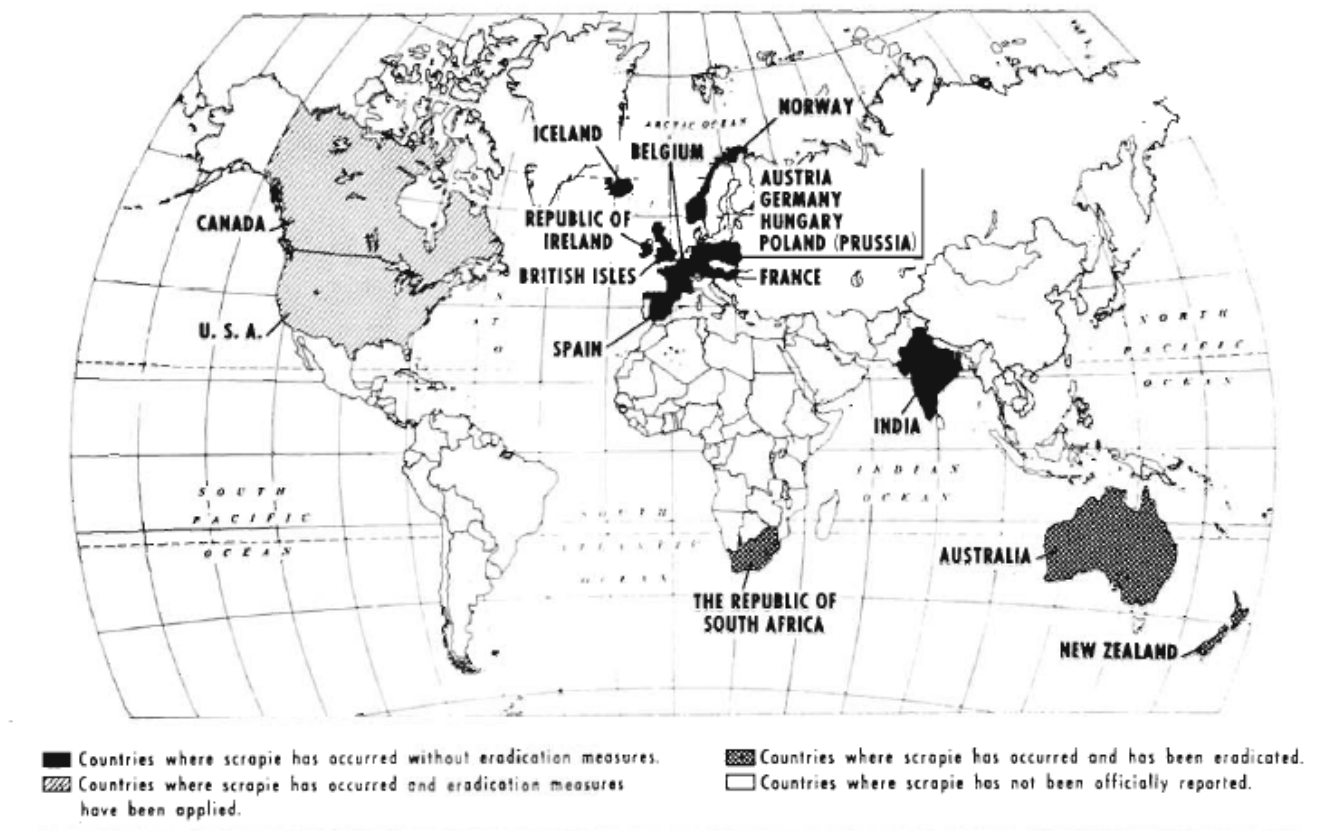 NORWAY
ARCTIC OCEAN
ICELAND
BELGIUM
AUSTRIA
GERMANY
HUNGARY
POLAND (PRUSSIA)
CANADA
REPUBLIC OF
IRELAND
BRITISH ISLES
FRANCE
U. S. A.
SPAIN
NORTH
PACIFIC
OCEAN
INDIA
INDIAN
OCEAN
SOUTH
PACIFIC
OCEAN
SOUTH
ATLANTIC
OCEAN
AUSTRALIA
THE REPUBLIC OF
SOUTH AFRICA
NEW ZEALAND
Countries where scrapie has occurred without eradication measures.
Countries where scrapie has occurred and eradication measures
have been applied.
Countries where scrapie has occurred and has been eradicated.
Countries where scrapie has not been officially reported.